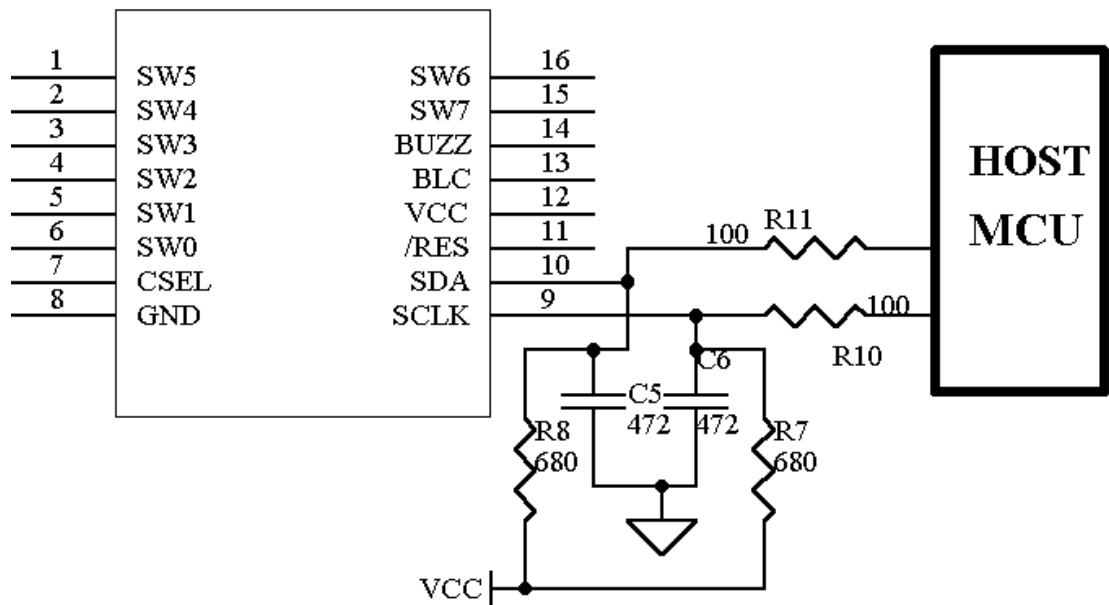 1 SW5 SW6 16
2 SW4 SW7 15
3 SW3 BUZZ 14
4 SW2 BLC 13
5 SW1 VCC 12
6 SW0 /RES 11
7 CSEL SDA 10
8 GND SCLK 9
HOST
MCU
100 R11
100
R10
C6
C5
472 472
R8
680
R7
680
VCC